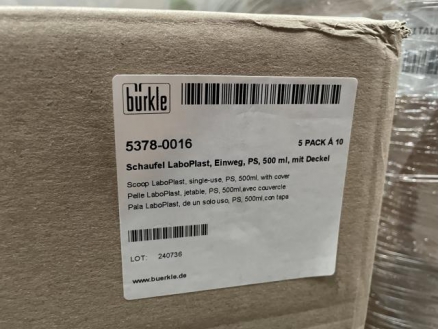 bürkle
5378-0016
5 PACK À 10
Schaufel LaboPlast, Einweg, PS, 500 ml, mit Deckel
Scoop LaboPlast, single-use, PS, 500ml, with cover
Pelle LaboPlast, jetable, PS, 500ml,avec couvercle
Pala LaboPlast, de un solo uso, PS, 500ml,con tapa
LOT: 240736
www.buerkle.de